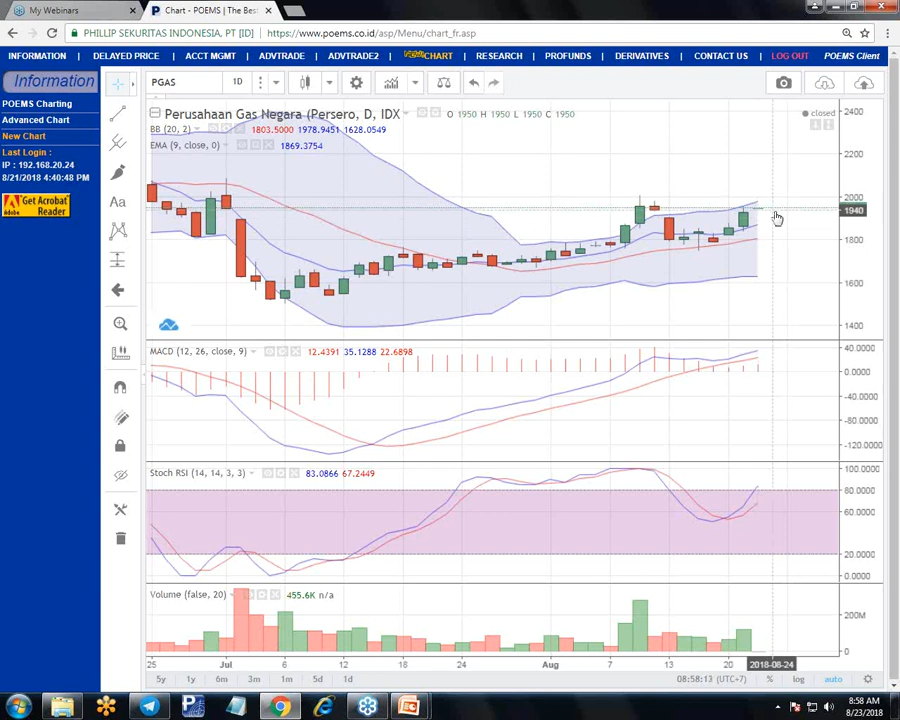 My Webinars
Chart - POEMS | The Bes
PHILLIP SEKURITAS INDONESIA, PT [ID]
https://www.poems.co.id/asp/Menu/chart_fr.asp
INFORMATION
DELAYED PRICE
ACCT MGMT
ADVTRADE
ADVTRADE2
CHART
RESEARCH
PROFUNDS
DERIVATIVES
CONTACT US
LOG OUT
POEMS Client
Information
POEMS Charting
Advanced Chart
New Chart
Last Login :
IP : 192.168.20.24
8/21/2018 4:40:48 PM
Get Acrobat
Reader
PGAS
1D
Perusahaan Gas Negara (Persero, D, IDX
O 1950 H 1950 L 1950 C 1950
closed
BB (20, 2) 1803.5000 1978.9451 1628.0549
EMA (9, close, 0) 1869.3754
2400
2200
2000
1940
1800
1600
1400
MACD (12, 26, close, 9) 12.4391 35.1288 22.6898
40.0000
0.0000
-40.0000
-80.0000
-120.0000
Stoch RSI (14, 14, 3, 3) 83.0866 67.2449
100.0000
80.0000
60.0000
20.0000
0.0000
Volume (false, 20) 455.6K n/a
200M
0
25 Jul 6 12 18 24 Aug 7 13 20 2018-08-24
5y 1y 6m 3m 1m 5d 1d
08:58:13 (UTC+7)
% log auto
8:58 AM
8/23/2018